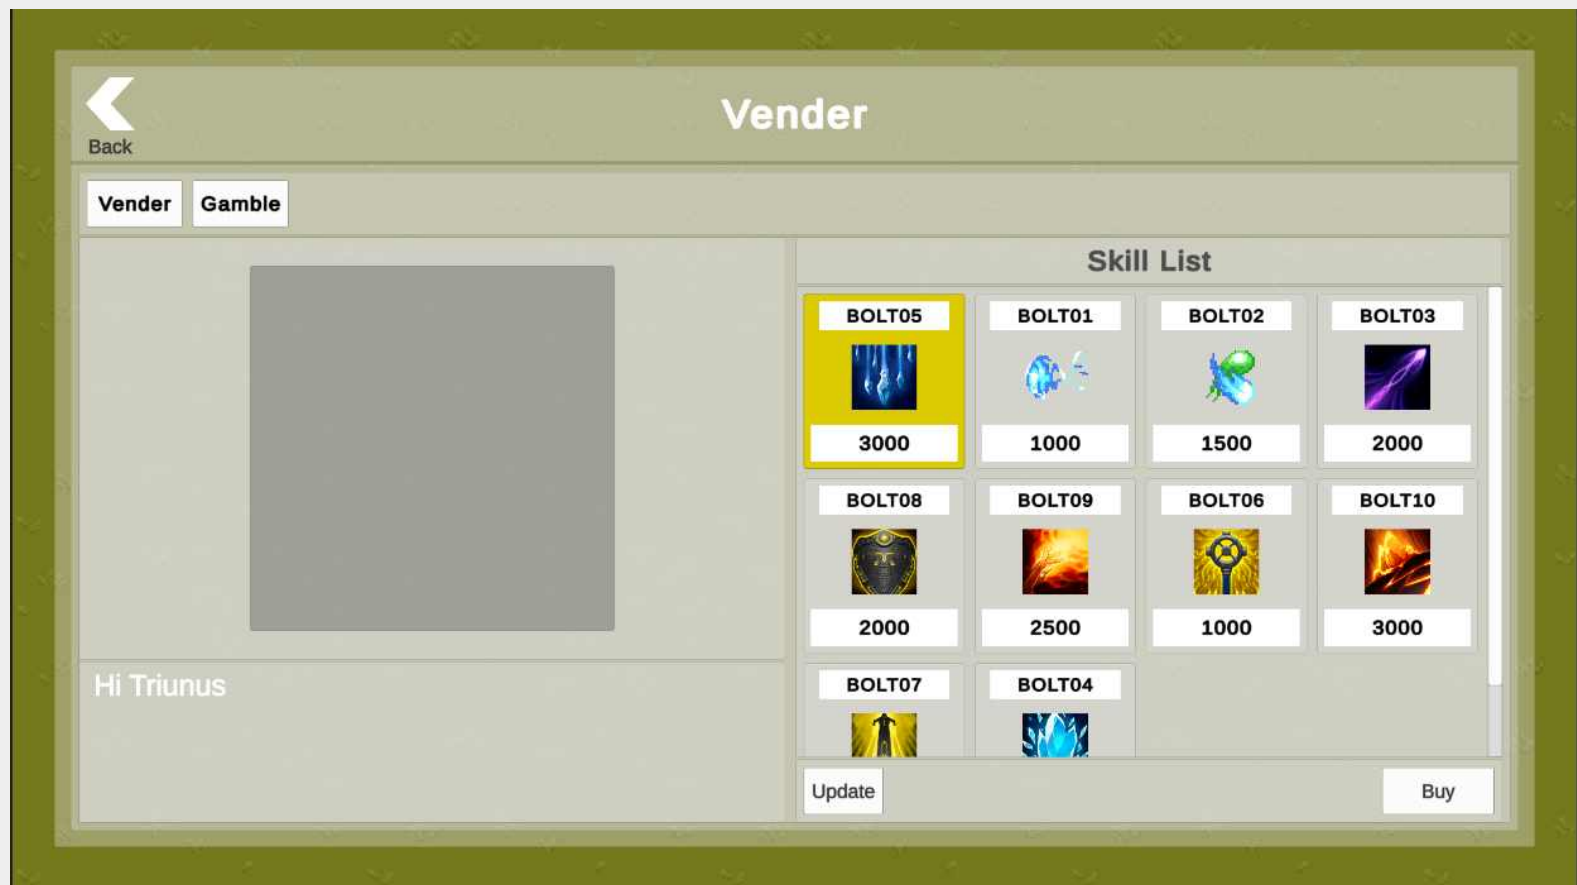 Vender
Back
Vender Gamble
Skill List
BOLT05 BOLT01 BOLT02 BOLT03
3000 1000 1500 2000
BOLT08 BOLT09 BOLT06 BOLT10
2000 2500 1000 3000
BOLT07 BOLT04
Hi Triunus
Update Buy